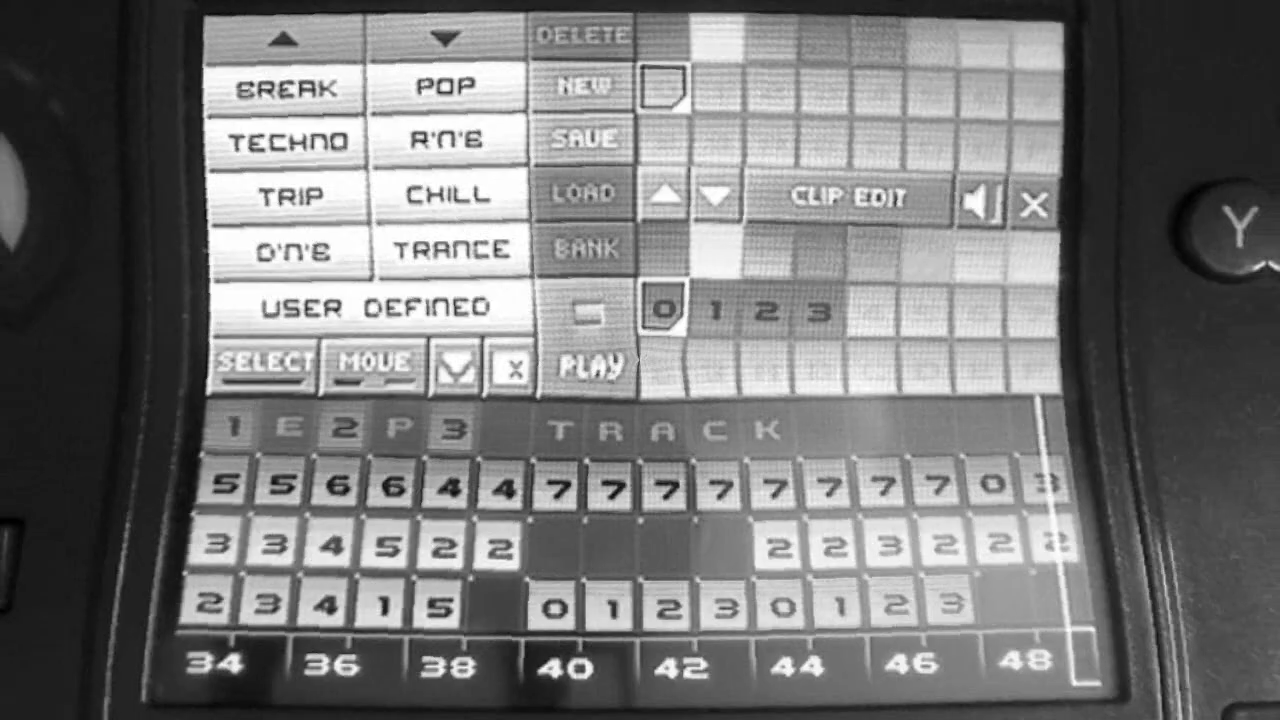 DELETE
BREAK POP NEW
TECHNO R'N'B SAVE
TRIP CHILL LOAD CLIP EDIT X
D'N'B TRANCE BANK
USER DEFINED 0 1 2 3
SELECT MOVE X PLAY
1 E 2 P 3 TRACK
5 5 6 6 4 4 7 7 7 7 7 7 7 7 0 3
3 3 4 5 2 2 2 2 3 2 2 2
2 3 4 1 5 0 1 2 3 0 1 2 3
34 36 38 40 42 44 46 48
Y